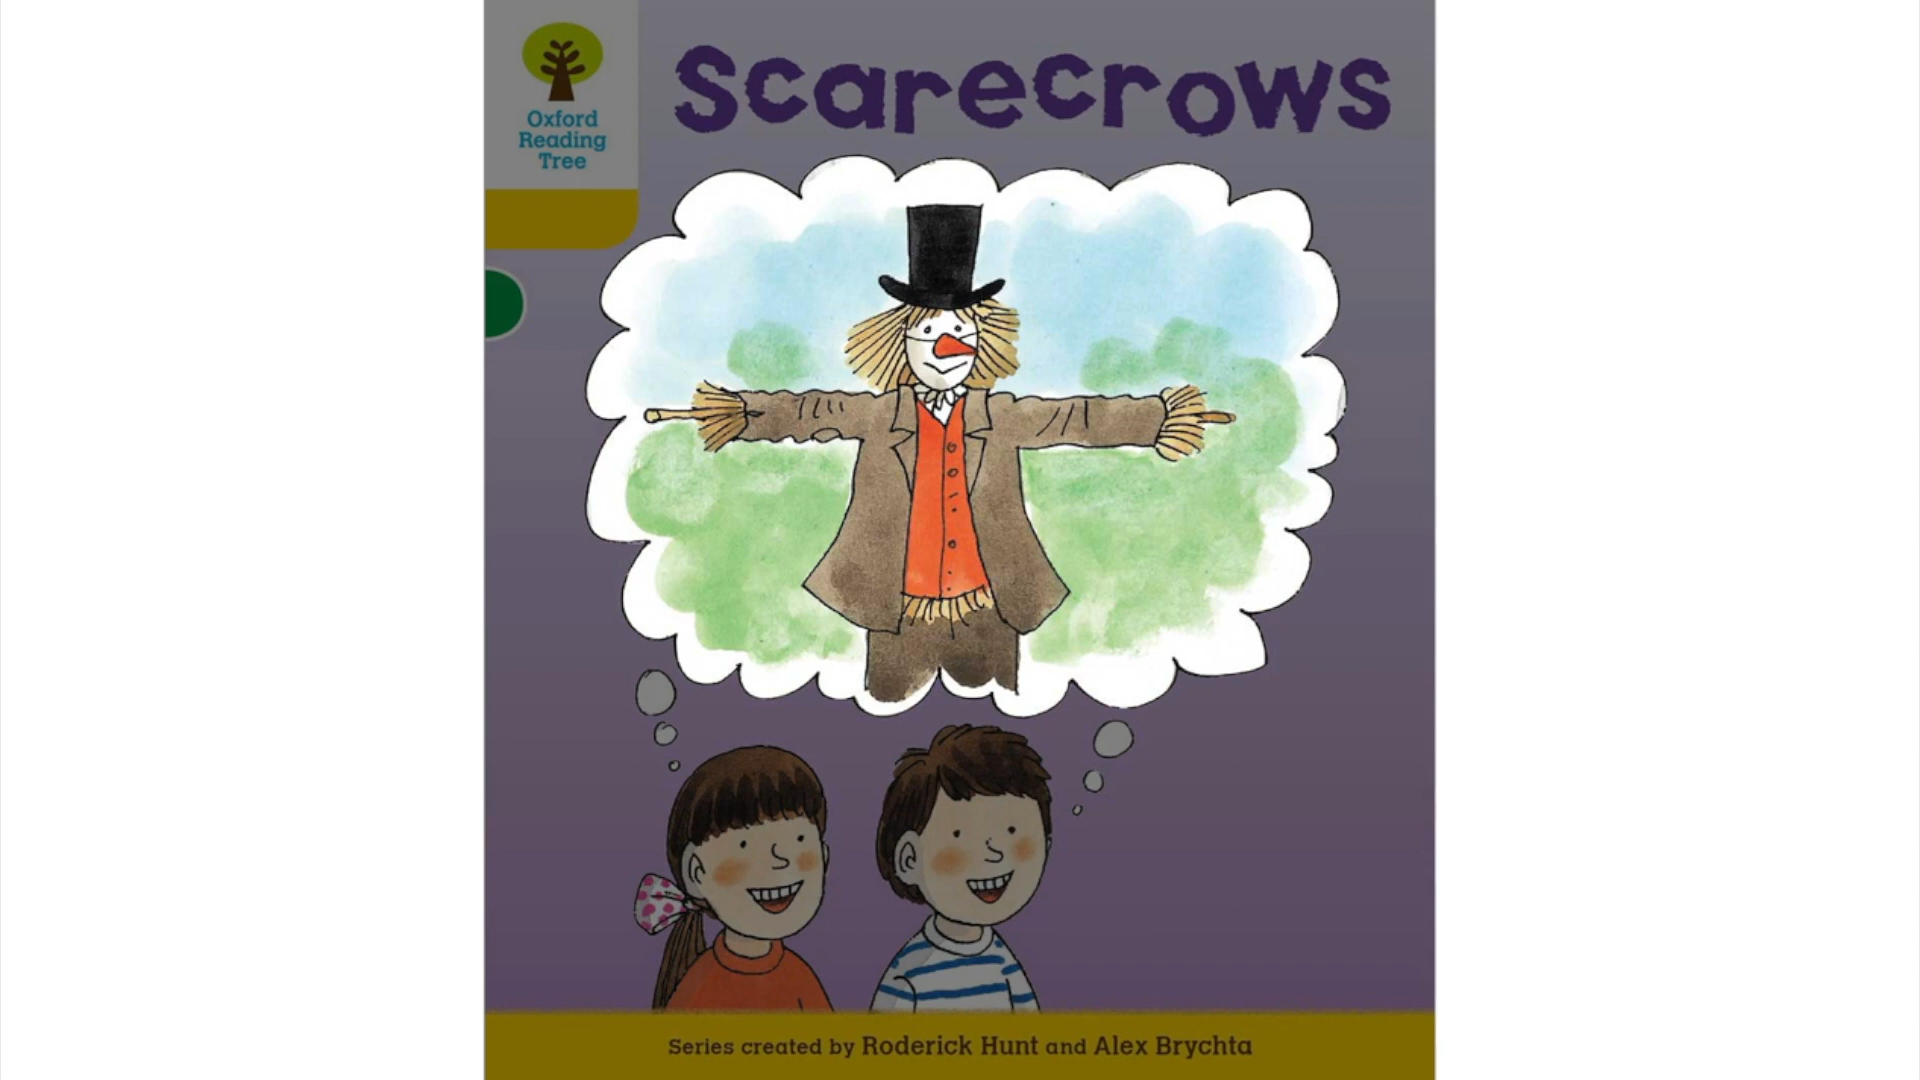 Scarecrows
Oxford
Reading
Tree
Series created by Roderick Hunt and Alex Brychta